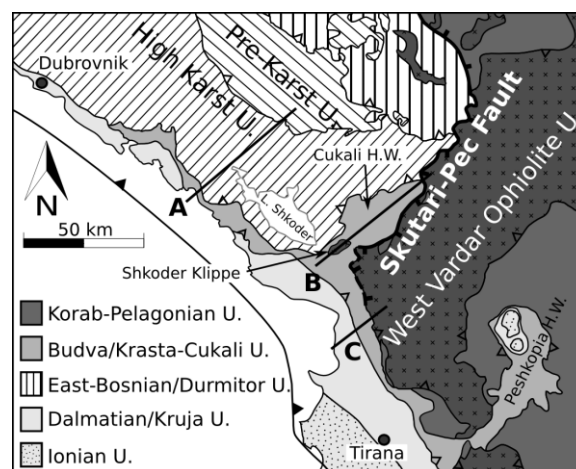 Dubrovnik
High Karst U.
Pre-Karst U.
Cukali H.W.
Skutari-Pec Fault
West Vardar Ophiolite U.
A
L. Shkoder
N
50 km
Shkoder Klippe
B
C
Korab-Pelagonian U.
Budva/Krasta-Cukali U.
East-Bosnian/Durmitor U.
Dalmatian/Kruja U.
Ionian U.
Peshkopia H.W.
Tirana